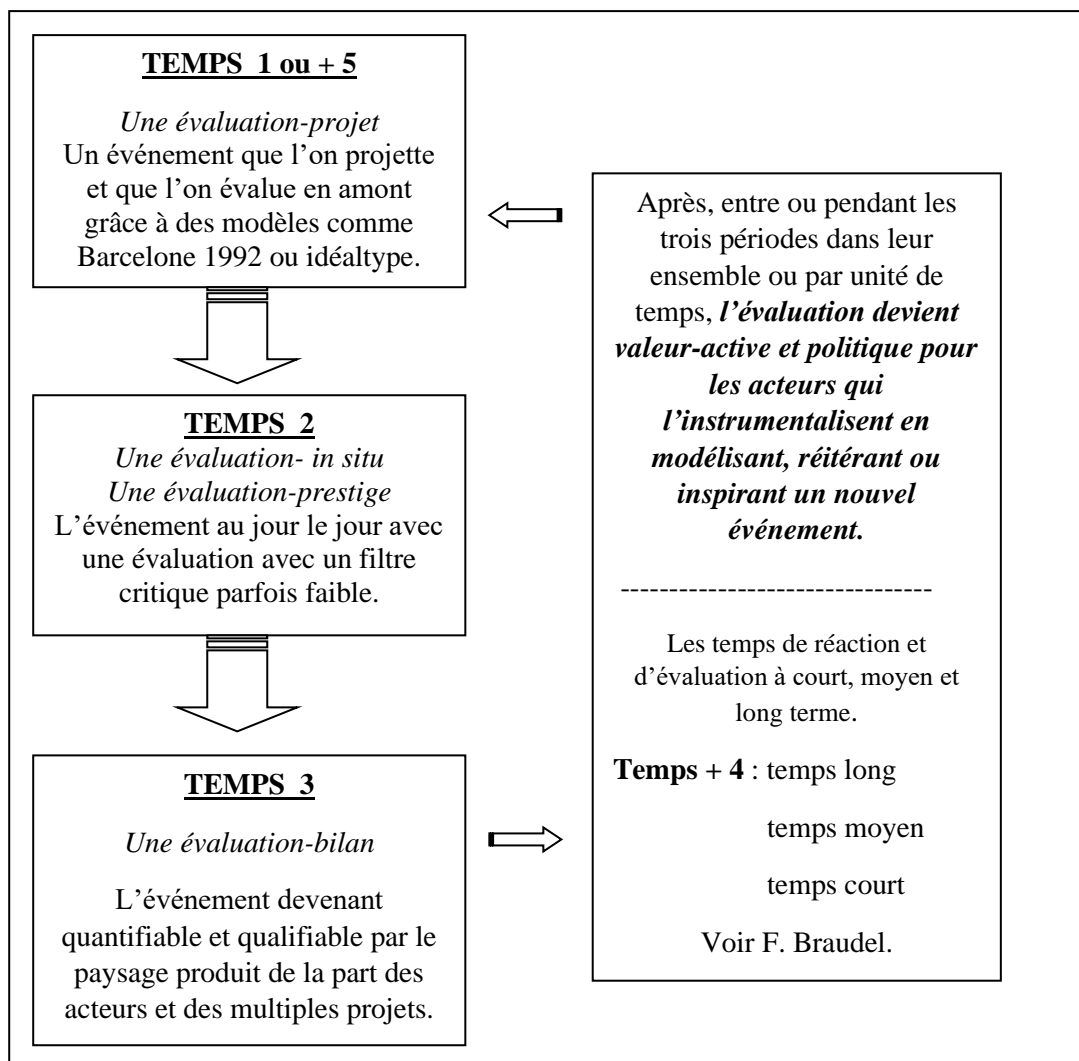 TEMPS 1 ou + 5
Une évaluation-projet
Un événement que l’on projette
et que l’on évalue en amont
grâce à des modèles comme
Barcelone 1992 ou idéaltype.
TEMPS 2
Une évaluation- in situ
Une évaluation-prestige
L’événement au jour le jour avec
une évaluation avec un filtre
critique parfois faible.
TEMPS 3
Une évaluation-bilan
L’événement devenant
quantifiable et qualifiable par le
paysage produit de la part des
acteurs et des multiples projets.
Après, entre ou pendant les
trois périodes dans leur
ensemble ou par unité de
temps, l’évaluation devient
valeur-active et politique pour
les acteurs qui
l’instrumentalisent en
modélisant, réitérant ou
inspirant un nouvel
événement.
--------------------------------
Les temps de réaction et
d’évaluation à court, moyen et
long terme.
Temps + 4 : temps long
temps moyen
temps court
Voir F. Braudel.